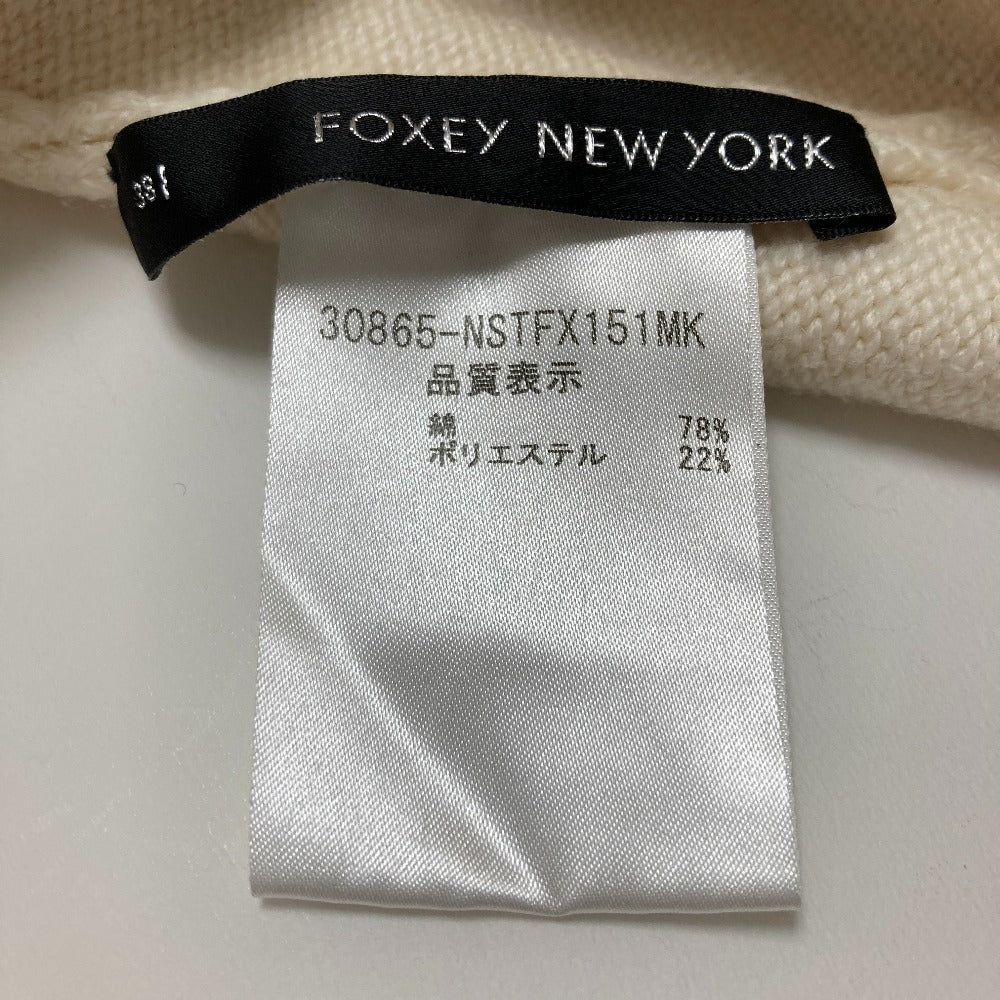 FOXEY NEW YORK
38
30865-NSTFX151MK
品質表示
綿 78%
ポリエステル 22%